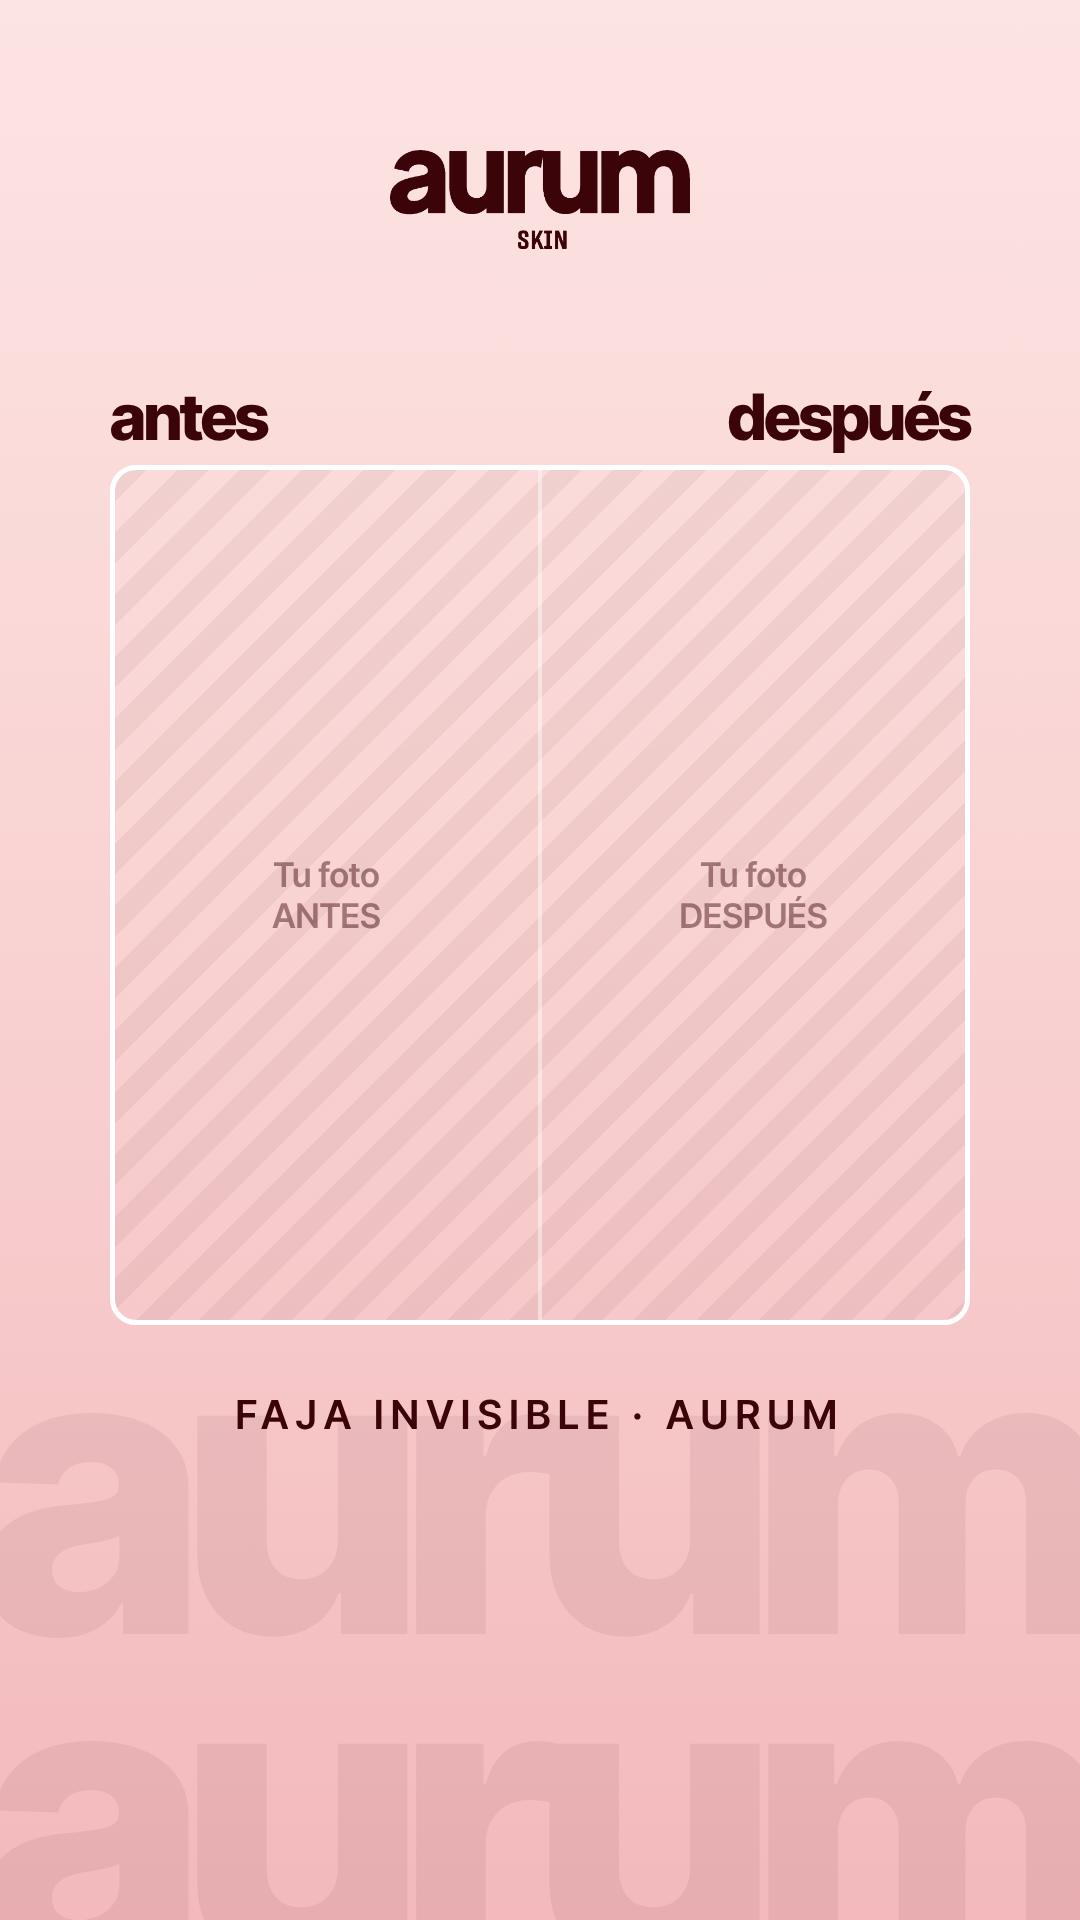 aurum
SKIN
antes
después
Tu foto
ANTES
Tu foto
DESPUÉS
FAJA INVISIBLE · AURUM
aurum
aurum